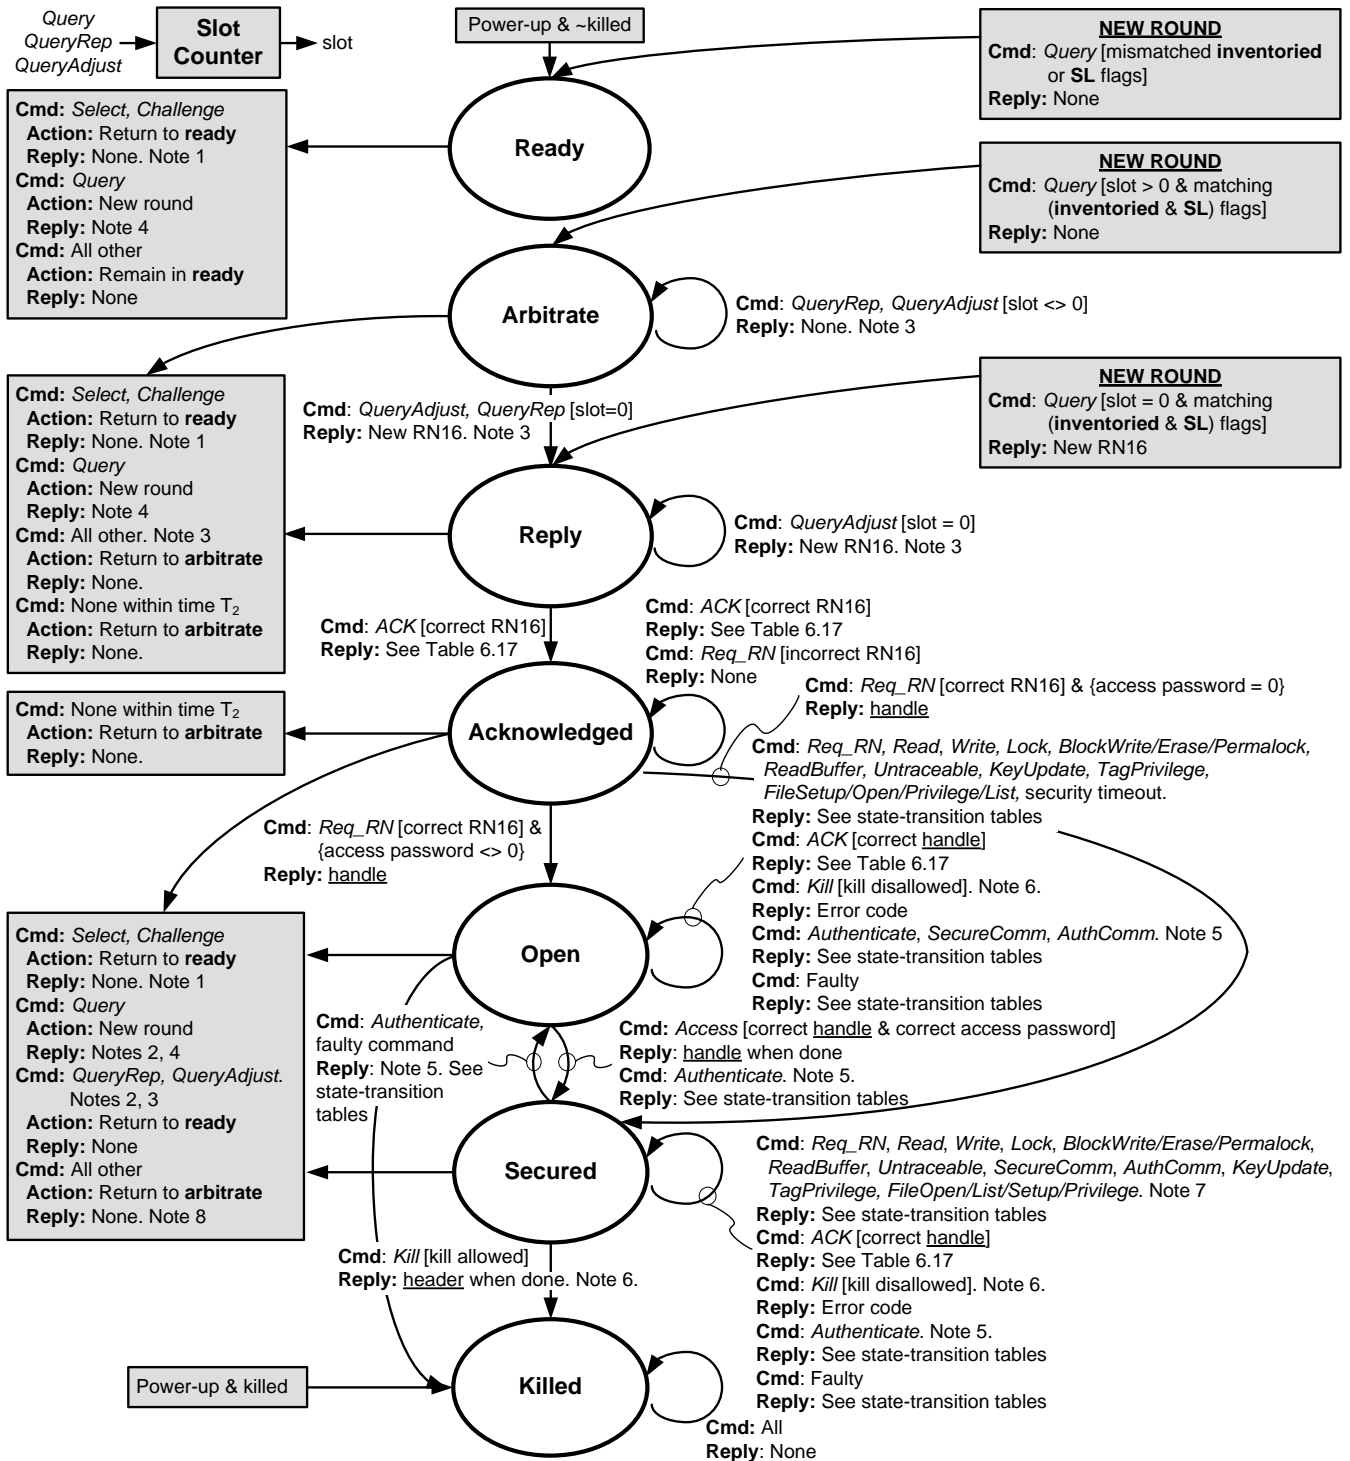 Query
QueryRep
QueryAdjust
Slot
Counter
slot
Power-up & ~killed
NEW ROUND
Cmd: Query [mismatched inventoried
or SL flags]
Reply: None
Cmd: Select, Challenge
Action: Return to ready
Reply: None. Note 1
Cmd: Query
Action: New round
Reply: Note 4
Cmd: All other
Action: Remain in ready
Reply: None
Ready
NEW ROUND
Cmd: Query [slot > 0 & matching
(inventoried & SL) flags]
Reply: None
Arbitrate
Cmd: QueryRep, QueryAdjust [slot <> 0]
Reply: None. Note 3
NEW ROUND
Cmd: Query [slot = 0 & matching
(inventoried & SL) flags]
Reply: New RN16
Cmd: QueryAdjust, QueryRep [slot=0]
Reply: New RN16. Note 3
Cmd: Select, Challenge
Action: Return to ready
Reply: None. Note 1
Cmd: Query
Action: New round
Reply: Note 4
Cmd: All other. Note 3
Action: Return to arbitrate
Reply: None.
Cmd: None within time T2
Action: Return to arbitrate
Reply: None.
Reply
Cmd: QueryAdjust [slot = 0]
Reply: New RN16. Note 3
Cmd: ACK [correct RN16]
Reply: See Table 6.17
Cmd: ACK [correct RN16]
Reply: See Table 6.17
Cmd: Req_RN [incorrect RN16]
Reply: None
Cmd: Req_RN [correct RN16] & {access password = 0}
Reply: handle
Cmd: None within time T2
Action: Return to arbitrate
Reply: None.
Acknowledged
Cmd: Req_RN, Read, Write, Lock, BlockWrite/Erase/Permalock,
ReadBuffer, Untraceable, KeyUpdate, TagPrivilege,
FileSetup/Open/Privilege/List, security timeout.
Reply: See state-transition tables
Cmd: ACK [correct handle]
Reply: See Table 6.17
Cmd: Kill [kill disallowed]. Note 6.
Reply: Error code
Cmd: Authenticate, SecureComm, AuthComm. Note 5
Reply: See state-transition tables
Cmd: Faulty
Reply: See state-transition tables
Cmd: Req_RN [correct RN16] &
{access password <> 0}
Reply: handle
Open
Cmd: Select, Challenge
Action: Return to ready
Reply: None. Note 1
Cmd: Query
Action: New round
Reply: Notes 2, 4
Cmd: QueryRep, QueryAdjust.
Notes 2, 3
Action: Return to ready
Reply: None
Cmd: All other
Action: Return to arbitrate
Reply: None. Note 8
Cmd: Authenticate,
faulty command
Reply: Note 5. See
state-transition
tables
Cmd: Access [correct handle & correct access password]
Reply: handle when done
Cmd: Authenticate. Note 5.
Reply: See state-transition tables
Secured
Cmd: Req_RN, Read, Write, Lock, BlockWrite/Erase/Permalock,
ReadBuffer, Untraceable, SecureComm, AuthComm, KeyUpdate,
TagPrivilege, FileOpen/List/Setup/Privilege. Note 7
Reply: See state-transition tables
Cmd: ACK [correct handle]
Reply: See Table 6.17
Cmd: Kill [kill disallowed]. Note 6.
Reply: Error code
Cmd: Authenticate. Note 5.
Reply: See state-transition tables
Cmd: Faulty
Reply: See state-transition tables
Cmd: Kill [kill allowed]
Reply: header when done. Note 6.
Power-up & killed
Killed
Cmd: All
Reply: None